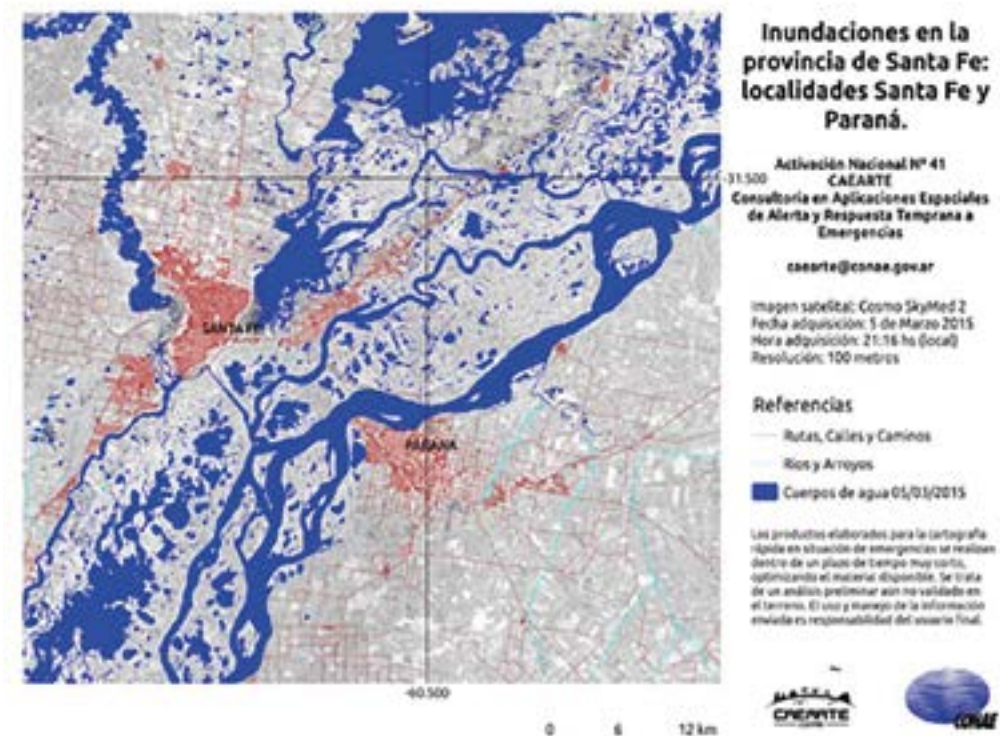 Inundaciones en la
provincia de Santa Fe:
localidades Santa Fe y
Paraná.
Activación Nacional Nº 41
CAEARTE
Consultoría en Aplicaciones Espaciales
de Alerta y Respuesta Temprana a
Emergencias
caearte@conae.gov.ar
Imagen satelital: Cosmo SkyMed 2
Fecha adquisición: 5 de Marzo 2015
Hora adquisición: 21:16 hs (local)
Resolución: 100 metros
Referencias
Rutas, Calles y Caminos
Ríos y Arroyos
Cuerpos de agua 05/03/2015
Los productos elaborados para la cartografía
rápida en situación de emergencias se realizan
dentro de un plazo de tiempo muy corto,
optimizando el material disponible. Se trata
de un análisis preliminar aún no validado en
el terreno. El uso y manejo de la información
enviada es responsabilidad del usuario final.
CAEARTE
CONAE
SANTA FE
PARANA
-31.500
-60.500
0 6 12 km